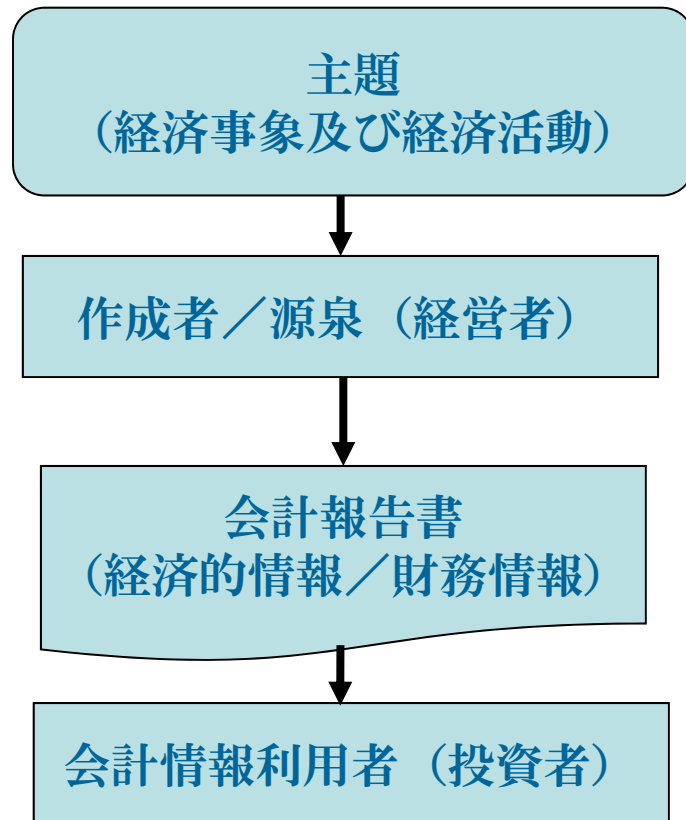 主題
（経済事象及び経済活動）
作成者／源泉（経営者）
会計報告書
（経済的情報／財務情報）
会計情報利用者（投資者）